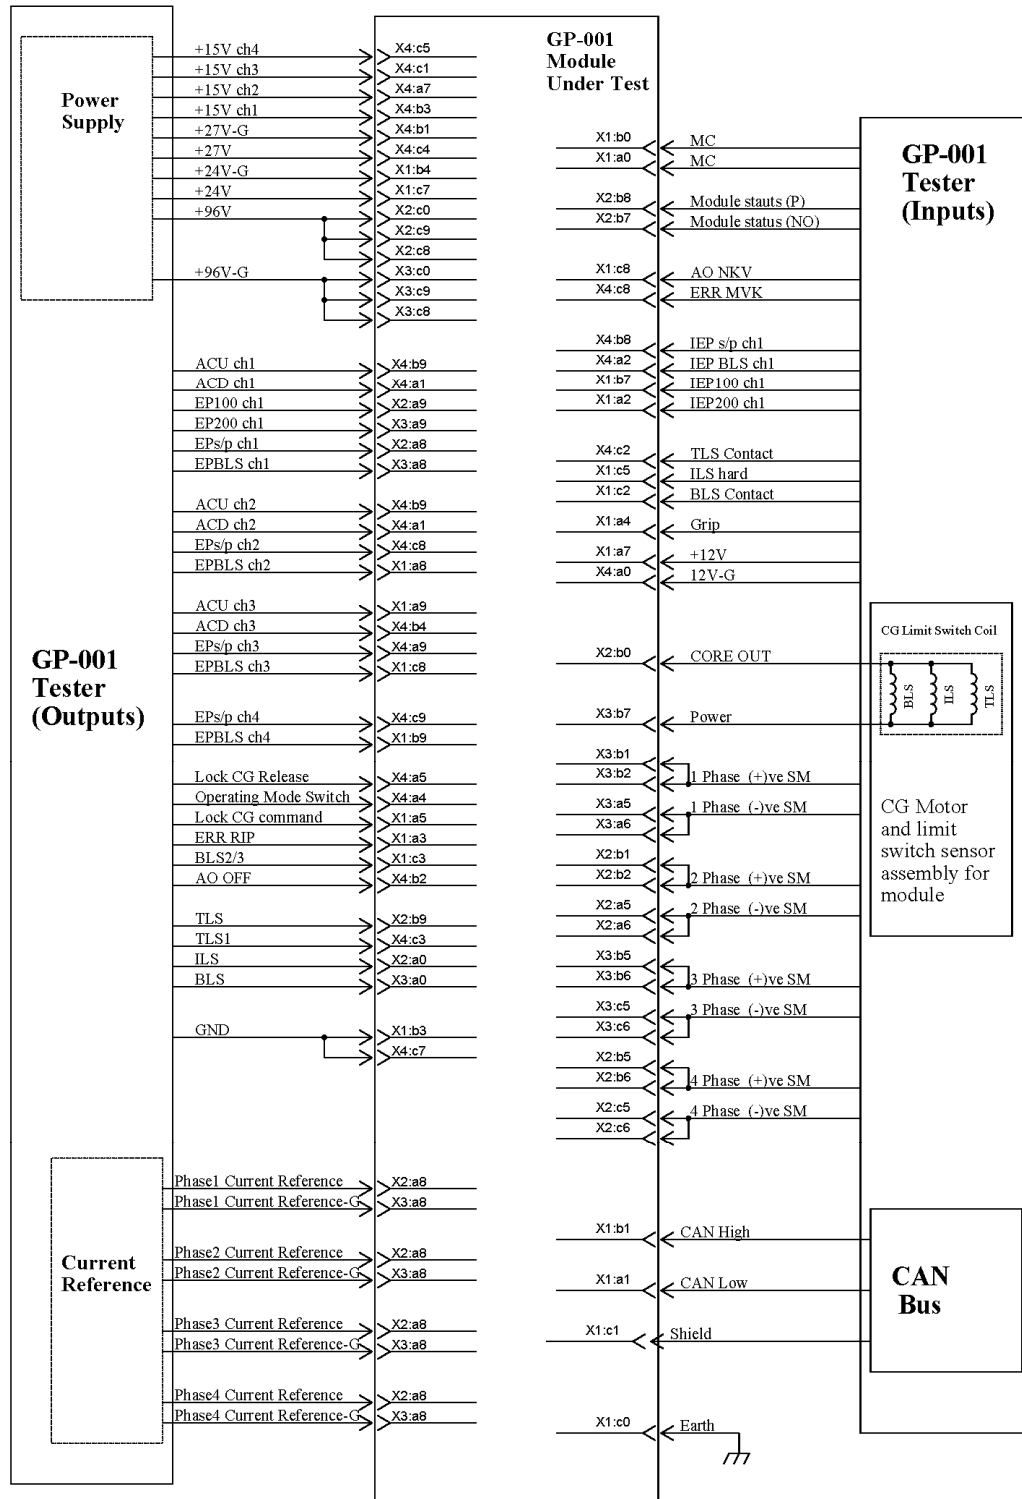 Power
Supply
+15V ch4 X4:c5
+15V ch3 X4:c1
+15V ch2 X4:a7
+15V ch1 X4:b3
+27V-G X4:b1
+27V X4:c4
+24V-G X1:b4
+24V X1:c7
+96V X2:c0
X2:c9
X2:c8
+96V-G X3:c0
X3:c9
X3:c8
ACU ch1 X4:b9
ACD ch1 X4:a1
EP100 ch1 X2:a9
EP200 ch1 X3:a9
EPs/p ch1 X2:a8
EPBLS ch1 X3:a8
ACU ch2 X4:b9
ACD ch2 X4:a1
EPs/p ch2 X4:c8
EPBLS ch2 X1:a8
ACU ch3 X1:a9
ACD ch3 X4:b4
EPs/p ch3 X4:a9
EPBLS ch3 X1:c8
GP-001
Tester
(Outputs)
EPs/p ch4 X4:c9
EPBLS ch4 X1:b9
Lock CG Release X4:a5
Operating Mode Switch X4:a4
Lock CG command X1:a5
ERR RIP X1:a3
BLS2/3 X1:c3
AO OFF X4:b2
TLS X2:b9
TLS1 X4:c3
ILS X2:a0
BLS X3:a0
GND X1:b3
X4:c7
Current
Reference
Phase1 Current Reference X2:a8
Phase1 Current Reference-G X3:a8
Phase2 Current Reference X2:a8
Phase2 Current Reference-G X3:a8
Phase3 Current Reference X2:a8
Phase3 Current Reference-G X3:a8
Phase4 Current Reference X2:a8
Phase4 Current Reference-G X3:a8
GP-001
Module
Under Test
X1:b0 MC
X1:a0 MC
X2:b8 Module stauts (P)
X2:b7 Module status (NO)
X1:c8 AO NKV
X4:c8 ERR MVK
X4:b8 IEP s/p ch1
X4:a2 IEP BLS ch1
X1:b7 IEP100 ch1
X1:a2 IEP200 ch1
X4:c2 TLS Contact
X1:c5 ILS hard
X1:c2 BLS Contact
X1:a4 Grip
X1:a7 +12V
X4:a0 12V-G
X2:b0 CORE OUT
X3:b7 Power
X3:b1
X3:b2 1 Phase (+)ve SM
X3:a5 1 Phase (-)ve SM
X3:a6
X2:b1
X2:b2 2 Phase (+)ve SM
X2:a5 2 Phase (-)ve SM
X2:a6
X3:b5
X3:b6 3 Phase (+)ve SM
X3:c5 3 Phase (-)ve SM
X3:c6
X2:b5
X2:b6 4 Phase (+)ve SM
X2:c5 4 Phase (-)ve SM
X2:c6
X1:b1 CAN High
X1:a1 CAN Low
X1:c1 Shield
X1:c0 Earth
GP-001
Tester
(Inputs)
CG Limit Switch Coil
BLS
ILS
TLS
CG Motor
and limit
switch sensor
assembly for
module
CAN
Bus